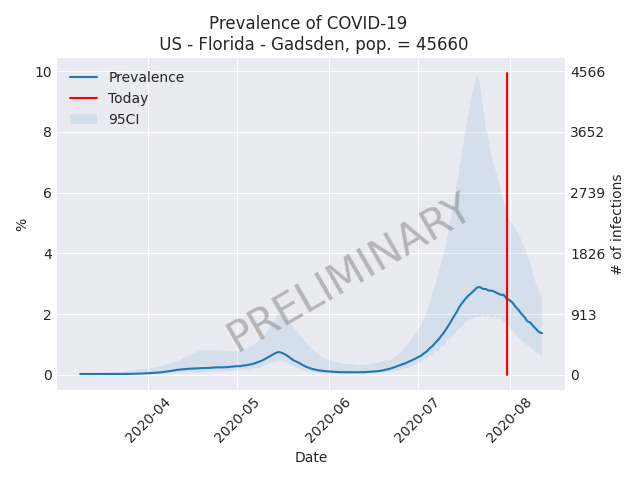 Prevalence of COVID-19
US - Florida - Gadsden, pop. = 45660
Prevalence
Today
95CI
10
8
6
4
2
0
%
4566
3652
2739
1826
913
0
# of infections
PRELIMINARY
2020-04
2020-05
2020-06
2020-07
2020-08
Date